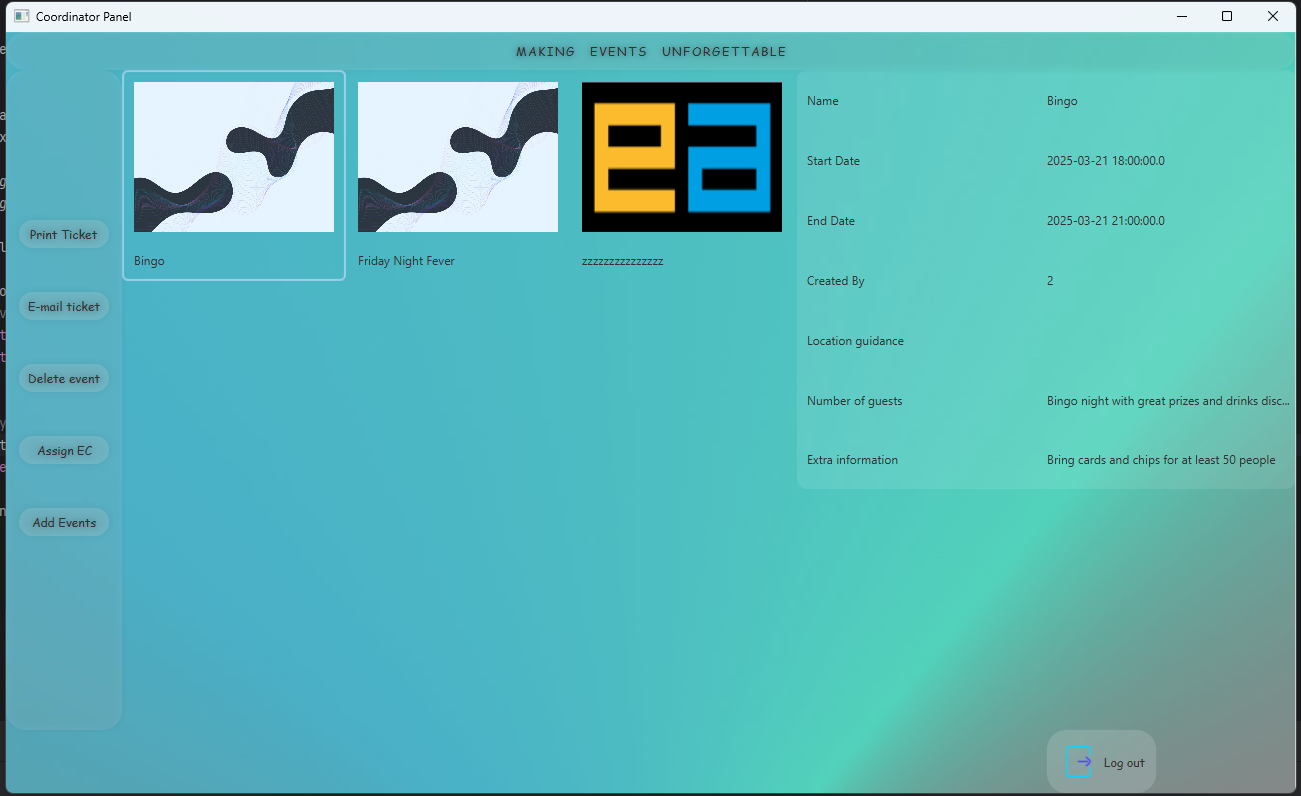 Coordinator Panel
MAKING EVENTS UNFORGETTABLE
Print Ticket
E-mail ticket
Delete event
Assign EC
Add Events
Bingo
Friday Night Fever
ea
zzzzzzzzzzzzzzz
Name Bingo
Start Date 2025-03-21 18:00:00.0
End Date 2025-03-21 21:00:00.0
Created By 2
Location guidance
Number of guests Bingo night with great prizes and drinks disc...
Extra information Bring cards and chips for at least 50 people
Log out